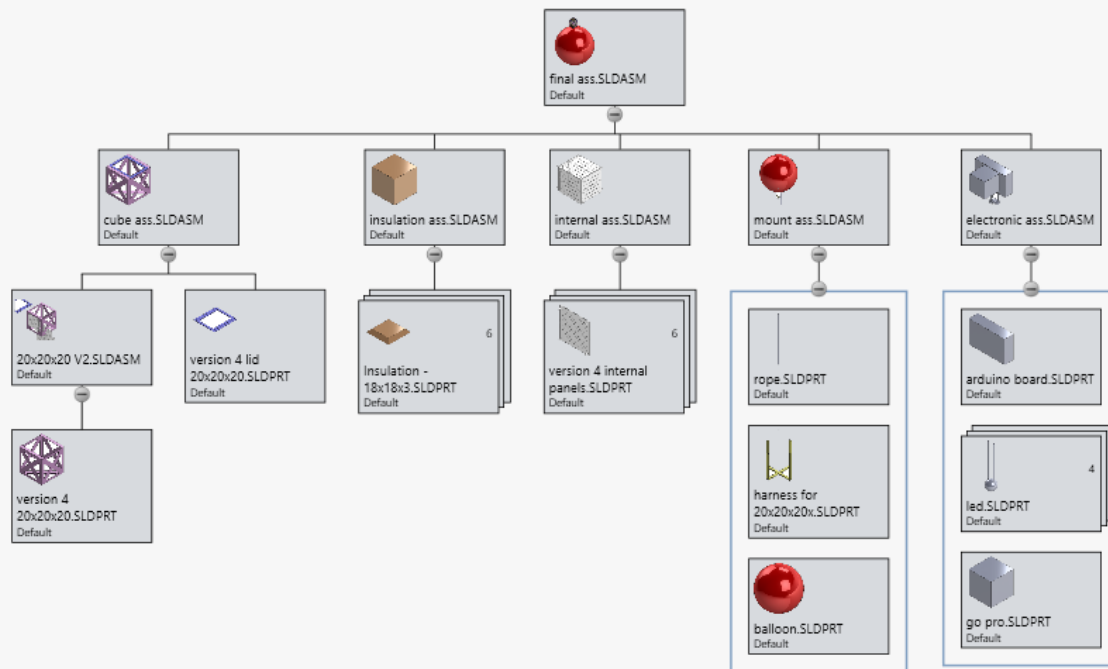 final ass.SLDASM
Default
cube ass.SLDASM
Default
insulation ass.SLDASM
Default
internal ass.SLDASM
Default
mount ass.SLDASM
Default
electronic ass.SLDASM
Default
20x20x20 V2.SLDASM
Default
version 4 lid
20x20x20.SLDPRT
Default
6
Insulation -
18x18x3.SLDPRT
Default
6
version 4 internal
panels.SLDPRT
Default
rope.SLDPRT
Default
arduino board.SLDPRT
Default
version 4
20x20x20.SLDPRT
Default
harness for
20x20x20x.SLDPRT
Default
4
led.SLDPRT
Default
balloon.SLDPRT
Default
go pro.SLDPRT
Default